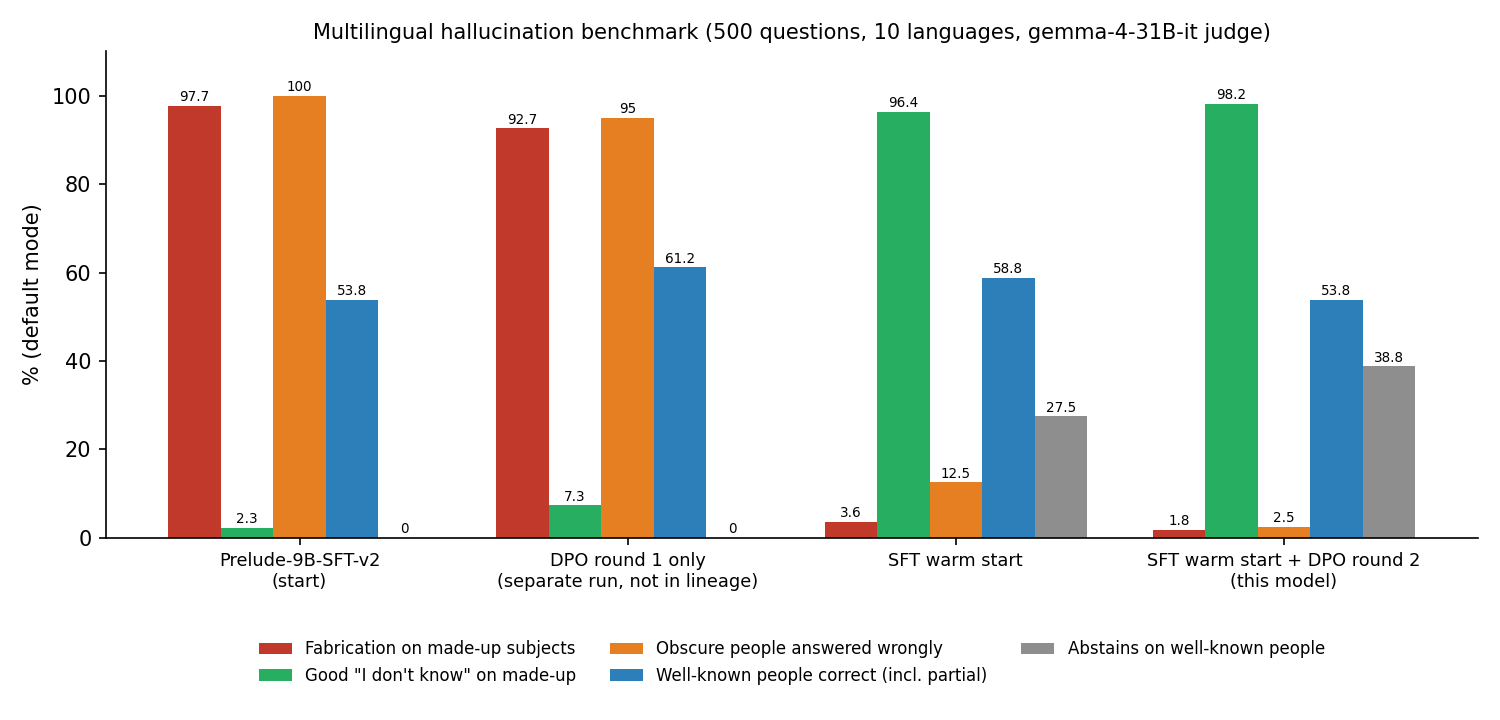 Multilingual hallucination benchmark (500 questions, 10 languages, gemma-4-31B-it judge)
% (default mode)
100
80
60
40
20
0
97.7
2.3
100
53.8
0
92.7
7.3
95
61.2
0
3.6
96.4
12.5
58.8
27.5
1.8
98.2
2.5
53.8
38.8
Prelude-9B-SFT-v2
(start)
DPO round 1 only
(separate run, not in lineage)
SFT warm start
SFT warm start + DPO round 2
(this model)
Fabrication on made-up subjects
Good "I don't know" on made-up
Obscure people answered wrongly
Well-known people correct (incl. partial)
Abstains on well-known people